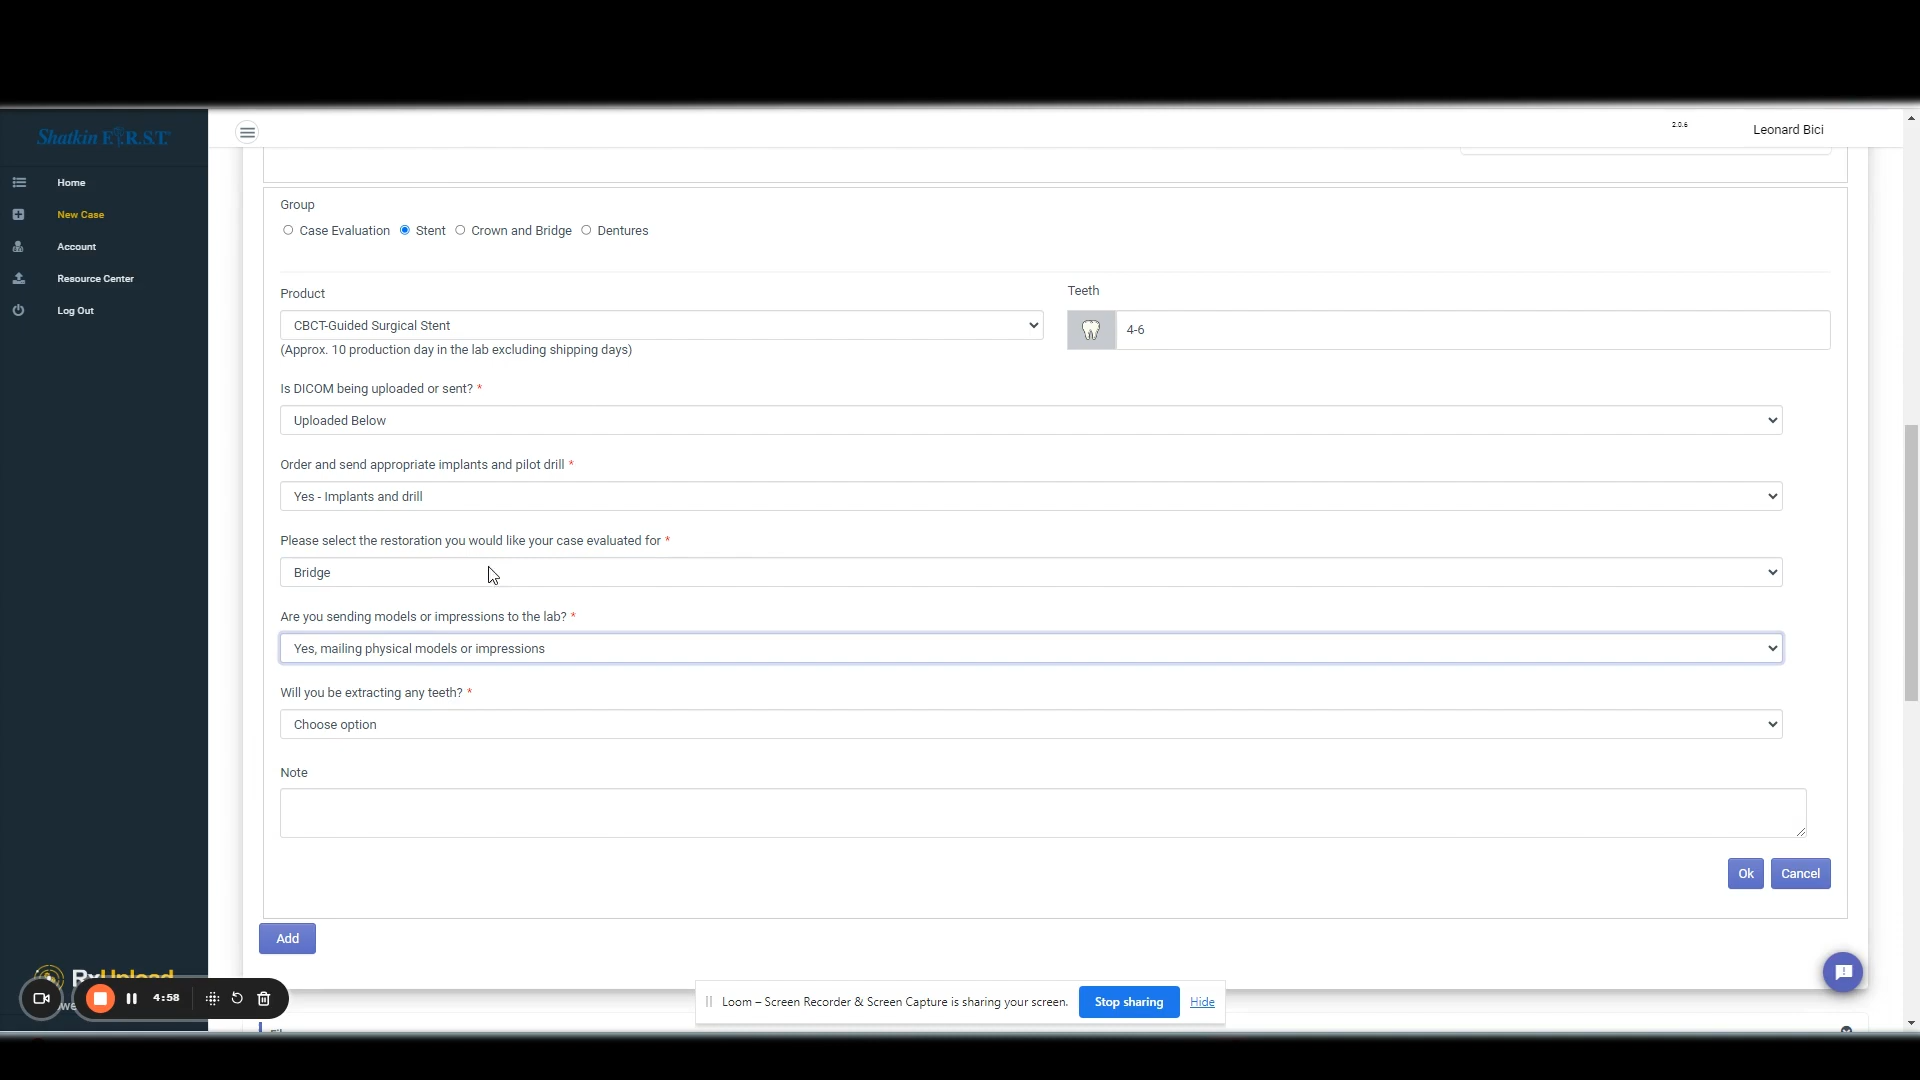 Shatkin F.I.R.S.T.
2.0.6
Leonard Bici
Home
New Case
Account
Resource Center
Log Out
Group
Case Evaluation Stent Crown and Bridge Dentures
Product
Teeth
CBCT-Guided Surgical Stent
4-6
(Approx. 10 production day in the lab excluding shipping days)
Is DICOM being uploaded or sent? *
Uploaded Below
Order and send appropriate implants and pilot drill *
Yes - Implants and drill
Please select the restoration you would like your case evaluated for *
Bridge
Are you sending models or impressions to the lab? *
Yes, mailing physical models or impressions
Will you be extracting any teeth? *
Choose option
Note
Ok Cancel
Add
RxUpload
4:58
Loom – Screen Recorder & Screen Capture is sharing your screen. Stop sharing Hide